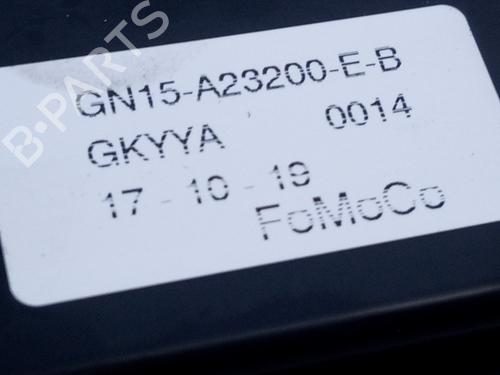 B-PARTS
GN15-A23200-E-B
GKYYA 0014
17 - 10 - 19
FoMoCo